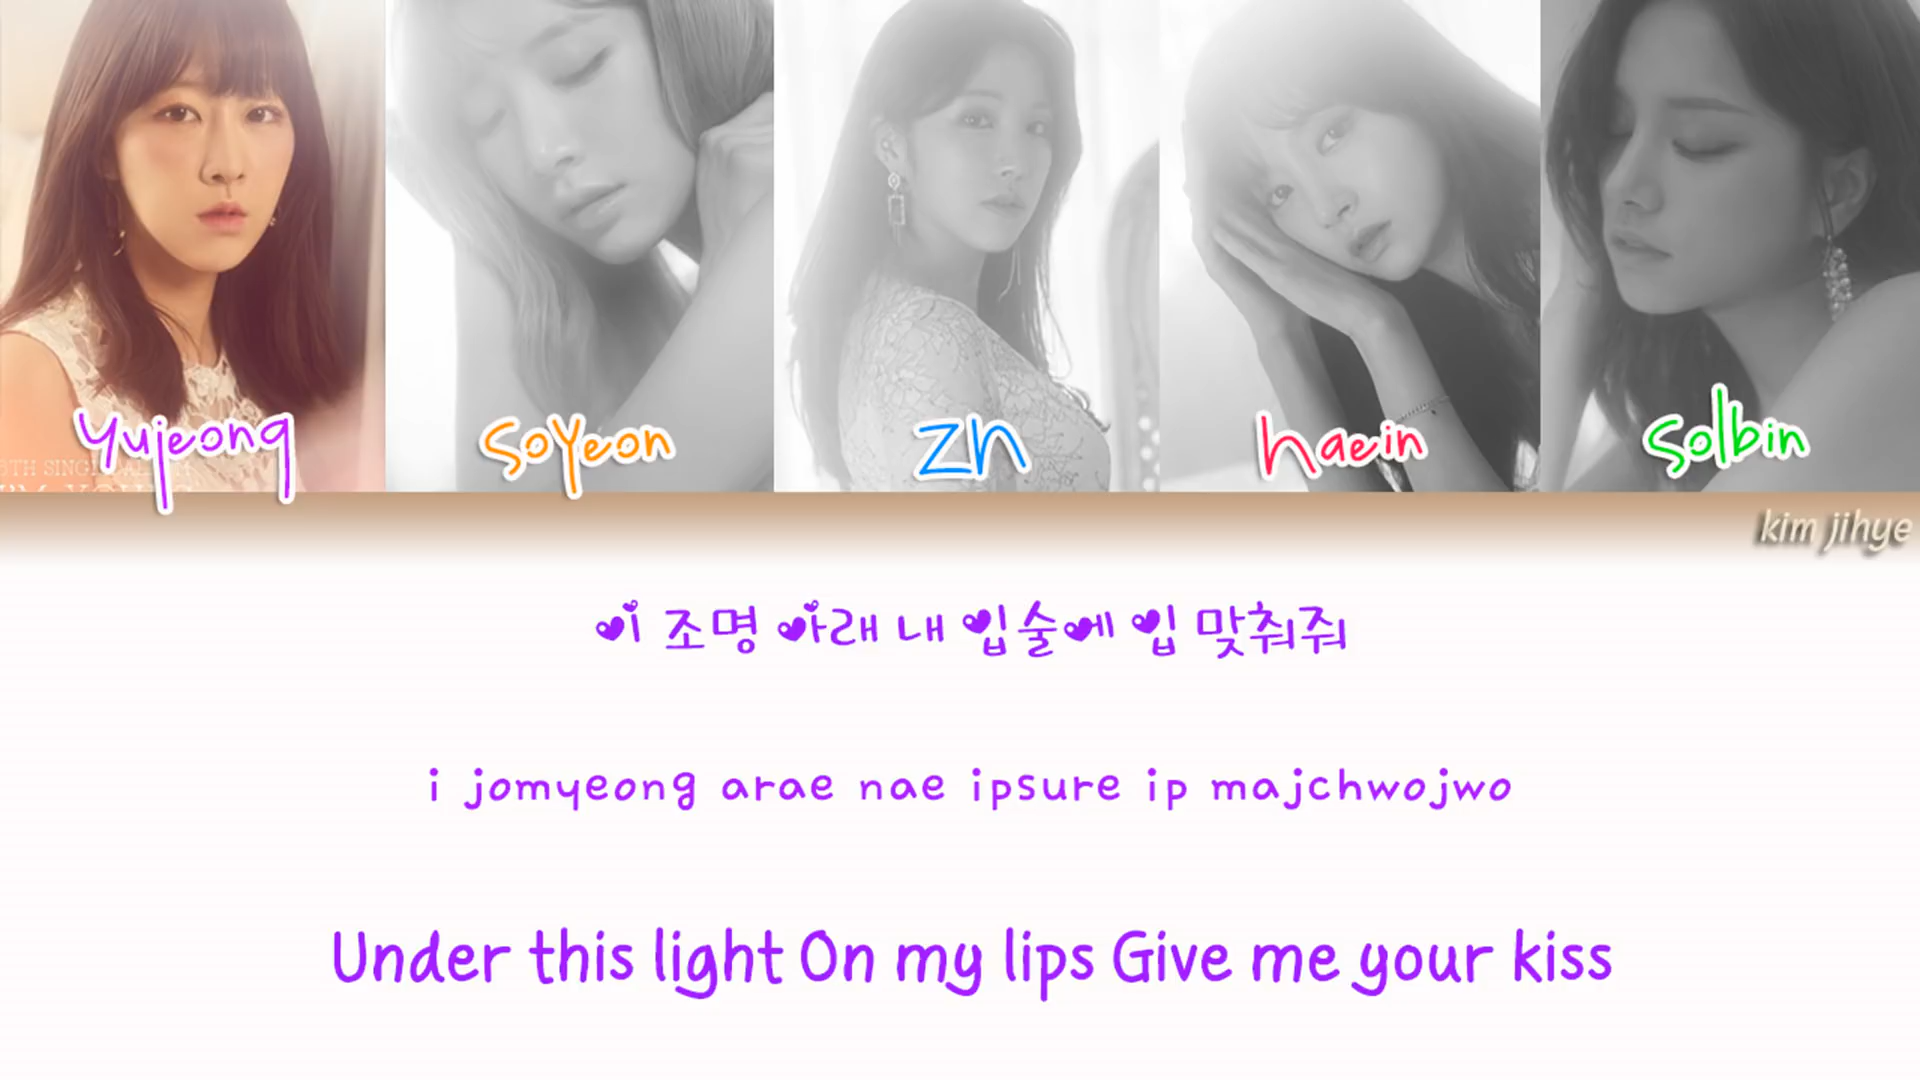 Yujeong
SoYeon
ZN
haein
Solbin
kim jihye
이 조명 아래 내 입술에 입 맞춰줘
i jomyeong arae nae ipsure ip majchwojwo
Under this light On my lips Give me your kiss